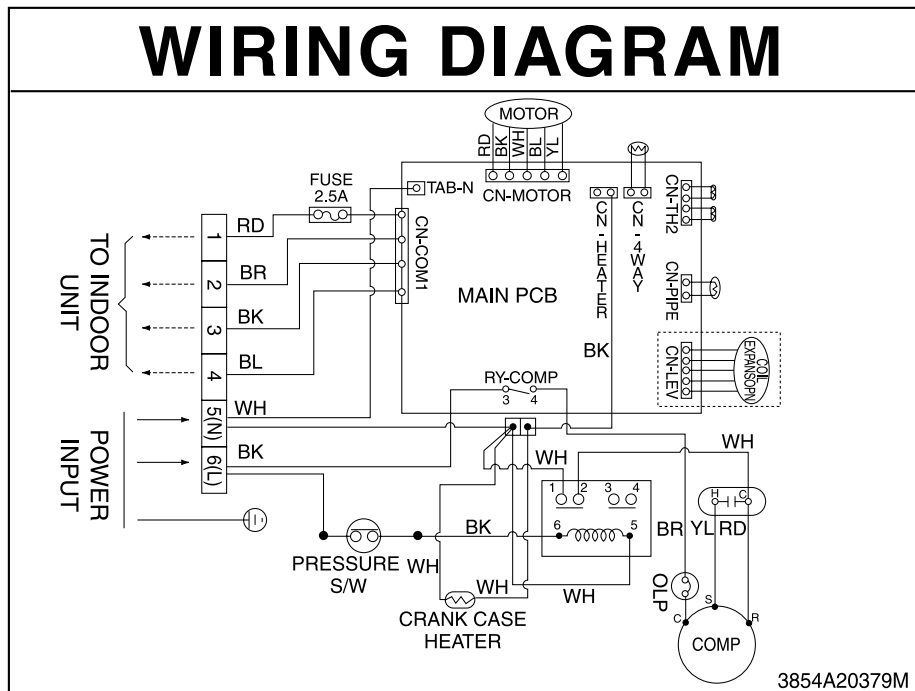 WIRING DIAGRAM
MOTOR
RD
BK
WH
BL
YL
CN-MOTOR
TAB-N
FUSE
2.5A
CN-COM1
MAIN PCB
CN-HEATER
CN-4WAY
CN-TH2
CN-PIPE
CN-LEV
COIL
EXPANSOPN
TO INDOOR
UNIT
1
RD
2
BR
3
BK
4
BL
5(N)
WH
6(L)
BK
POWER
INPUT
BK
RY-COMP
3 4
WH
WH
1 2 3 4
6 5
BK
WH
PRESSURE
S/W
WH
WH
CRANK CASE
HEATER
BR
YL
RD
H C
OLP
C
S
R
COMP
3854A20379M